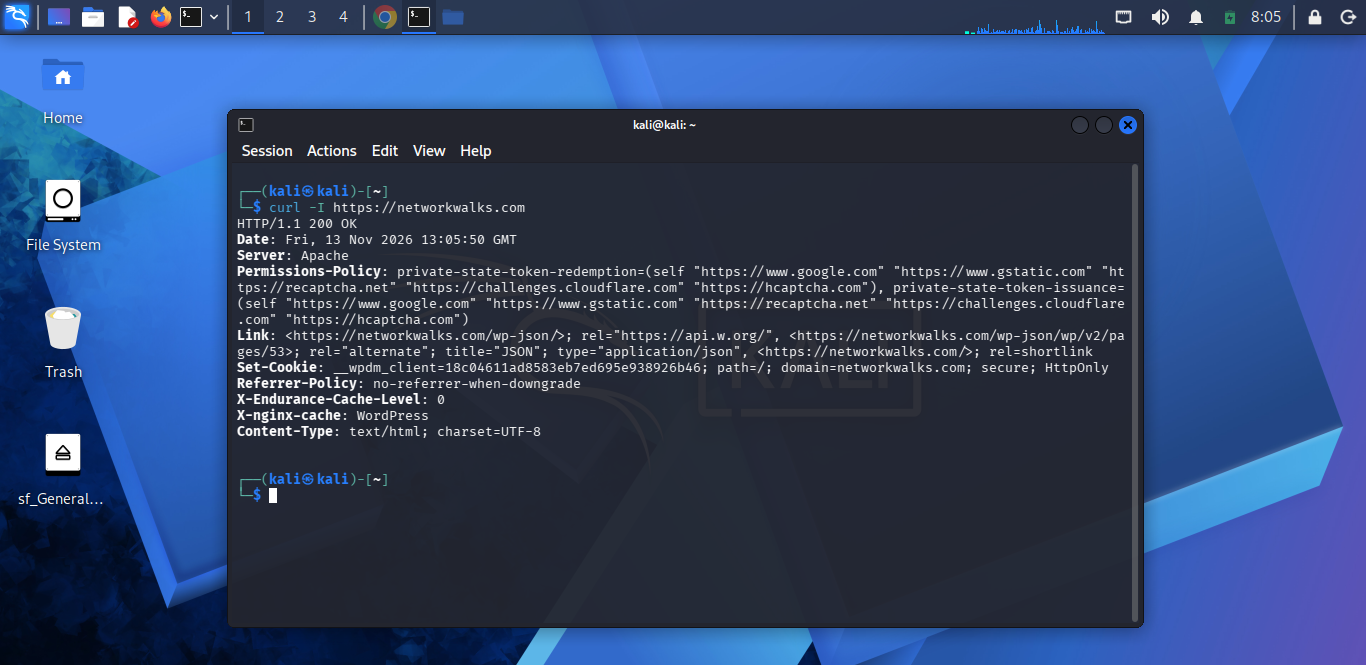 1 2 3 4 8:05
Home
File System
Trash
sf_General...
kali@kali: ~
Session Actions Edit View Help
┌──(kali㉿kali)-[~]
└─$ curl -I https://networkwalks.com
HTTP/1.1 200 OK
Date: Fri, 13 Nov 2026 13:05:50 GMT
Server: Apache
Permissions-Policy: private-state-token-redemption=(self "https://www.google.com" "https://www.gstatic.com" "ht
tps://recaptcha.net" "https://challenges.cloudflare.com" "https://hcaptcha.com"), private-state-token-issuance=
(self "https://www.google.com" "https://www.gstatic.com" "https://recaptcha.net" "https://challenges.cloudflare
.com" "https://hcaptcha.com")
Link: <https://networkwalks.com/wp-json/>; rel="https://api.w.org/", <https://networkwalks.com/wp-json/wp/v2/pa
ges/53>; rel="alternate"; title="JSON"; type="application/json", <https://networkwalks.com/>; rel=shortlink
Set-Cookie: __wpdm_client=18c04611ad8583eb7ed695e938926b46; path=/; domain=networkwalks.com; secure; HttpOnly
Referrer-Policy: no-referrer-when-downgrade
X-Endurance-Cache-Level: 0
X-nginx-cache: WordPress
Content-Type: text/html; charset=UTF-8
┌──(kali㉿kali)-[~]
└─$
KALI